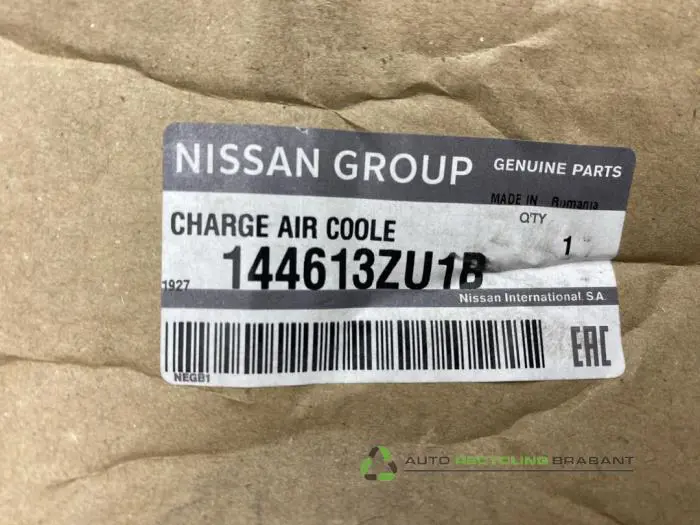 NISSAN GROUP GENUINE PARTS
MADE IN Romania
CHARGE AIR COOLE
Q'TY
1
144613ZU1B
1927
Nissan International. S.A.
NEGB1
EAC
AUTO RECYCLING BRABANT